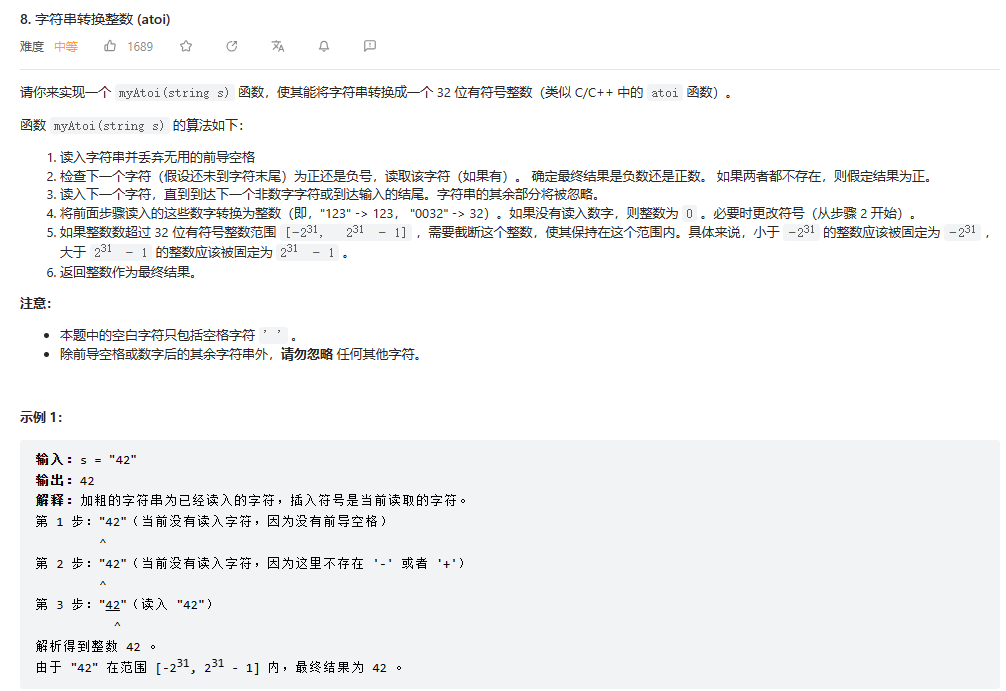 8. 字符串转换整数 (atoi)
难度 中等 1689
请你来实现一个 myAtoi(string s) 函数，使其能将字符串转换成一个 32 位有符号整数（类似 C/C++ 中的 atoi 函数）。
函数 myAtoi(string s) 的算法如下：
1. 读入字符串并丢弃无用的前导空格
2. 检查下一个字符（假设还未到字符末尾）为正还是负号，读取该字符（如果有）。 确定最终结果是负数还是正数。 如果两者都不存在，则假定结果为正。
3. 读入下一个字符，直到到达下一个非数字字符或到达输入的结尾。字符串的其余部分将被忽略。
4. 将前面步骤读入的这些数字转换为整数（即，"123" -> 123， "0032" -> 32）。如果没有读入数字，则整数为 0 。必要时更改符号（从步骤 2 开始）。
5. 如果整数数超过 32 位有符号整数范围 [−2³¹, 2³¹ − 1] ，需要截断这个整数，使其保持在这个范围内。具体来说，小于 −2³¹ 的整数应该被固定为 −2³¹ ，
大于 2³¹ − 1 的整数应该被固定为 2³¹ − 1 。
6. 返回整数作为最终结果。
注意：
• 本题中的空白字符只包括空格字符 ' ' 。
• 除前导空格或数字后的其余字符串外，请勿忽略 任何其他字符。
示例 1：
输入：s = "42"
输出：42
解释：加粗的字符串为已经读入的字符，插入符号是当前读取的字符。
第 1 步："42"（当前没有读入字符，因为没有前导空格）
^
第 2 步："42"（当前没有读入字符，因为这里不存在 '-' 或者 '+'）
^
第 3 步："42"（读入 "42"）
^
解析得到整数 42 。
由于 "42" 在范围 [-2³¹, 2³¹ - 1] 内，最终结果为 42 。